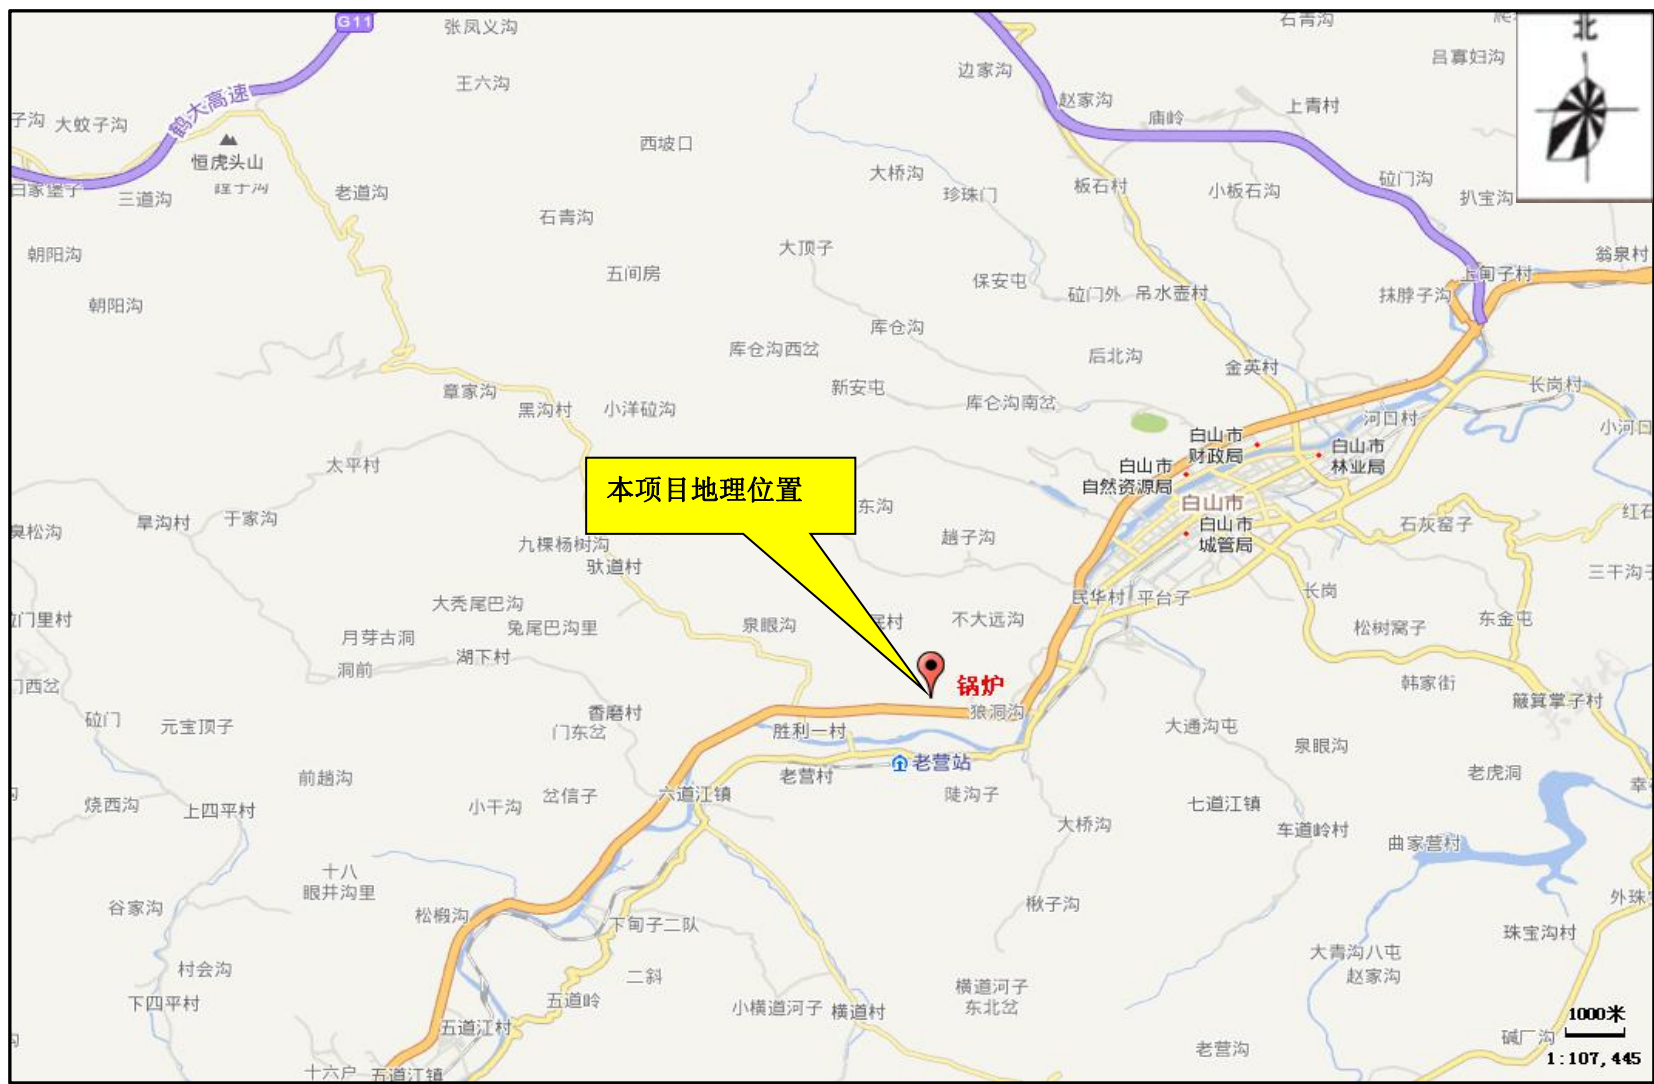 G11
张凤义沟
石青沟
北
王六沟
边家沟
吕寡妇沟
鹤大高速
赵家沟
上青村
子沟
大蚊子沟
庙岭
恒虎头山
西坡口
大桥沟
三道沟
老道沟
珍珠门
板石村
小板石沟
砬门沟
扒宝沟
石青沟
朝阳沟
大顶子
翁泉村
五间房
保安屯
砬门外
吊水壶村
抹脖子沟
上甸子村
朝阳沟
库仓沟
库仓沟西岔
后北沟
金英村
章家沟
新安屯
长岗村
黑沟村
小洋砬沟
库仑沟南岔
河口村
小河口
白山市
财政局
白山市
林业局
太平村
白山市
自然资源局
本项目地理位置
白山市
东沟
臭松沟
旱沟村
于家沟
白山市
城管局
石灰窑子
红石
九棵杨树沟
趟子沟
驮道村
三干沟子
大秃尾巴沟
民华村
平台子
长岗
门里村
月芽古洞
兔尾巴沟里
泉眼沟
民村
不大远沟
松树窝子
东金屯
洞前
湖下村
门西岔
锅炉
韩家街
簸箕掌子村
砬门
元宝顶子
香磨村
门东岔
胜利一村
狼洞沟
大通沟屯
泉眼沟
前趟沟
老营村
老营站
老虎洞
烧西沟
上四平村
小干沟
岔信子
六道江镇
陡沟子
七道江镇
大桥沟
车道岭村
曲家营村
十八
眼井沟里
谷家沟
松椴沟
下甸子二队
楸子沟
外珠
珠宝沟村
大青沟八屯
赵家沟
村会沟
下四平村
二斜
五道岭
小横道河子
横道村
横道河子
东北岔
五道江村
1000米
碱厂沟
老营沟
1:107,445
十六户
五道江镇